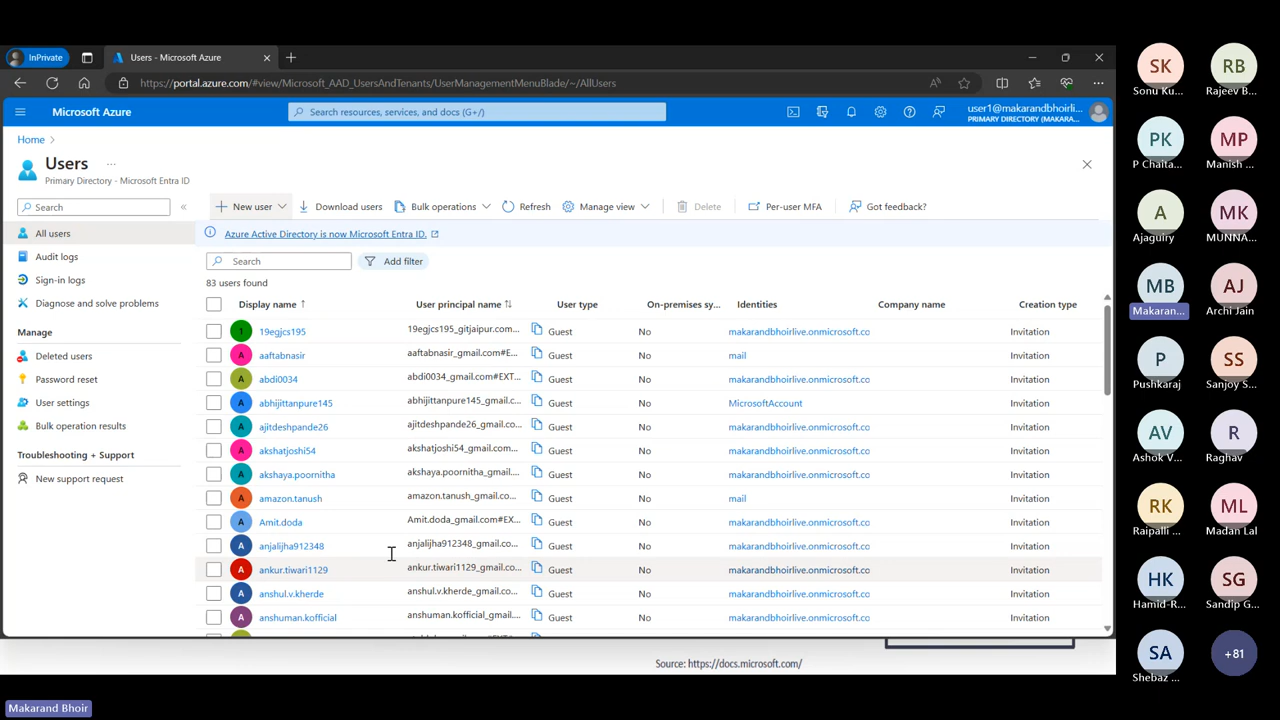 InPrivate
Users - Microsoft Azure
https://portal.azure.com/#view/Microsoft_AAD_UsersAndTenants/UserManagementMenuBlade/~/AllUsers
Microsoft Azure
Search resources, services, and docs (G+/)
user1@makarandbhoirli...
PRIMARY DIRECTORY (MAKARA...
Home >
Users ...
Primary Directory - Microsoft Entra ID
Search
New user
Download users
Bulk operations
Refresh
Manage view
Delete
Per-user MFA
Got feedback?
All users
Audit logs
Sign-in logs
Diagnose and solve problems
Manage
Deleted users
Password reset
User settings
Bulk operation results
Troubleshooting + Support
New support request
Azure Active Directory is now Microsoft Entra ID.
Search
Add filter
83 users found
Display name ↑ User principal name ↑↓ User type On-premises sy... Identities Company name Creation type
1 19egjcs195 19egjcs195_gitjaipur.com... Guest No makarandbhoirlive.onmicrosoft.co Invitation
A aaftabnasir aaftabnasir_gmail.com#E... Guest No mail Invitation
A abdi0034 abdi0034_gmail.com#EXT... Guest No makarandbhoirlive.onmicrosoft.co Invitation
A abhijittanpure145 abhijittanpure145_gmail.c... Guest No MicrosoftAccount Invitation
A ajitdeshpande26 ajitdeshpande26_gmail.co... Guest No makarandbhoirlive.onmicrosoft.co Invitation
A akshatjoshi54 akshatjoshi54_gmail.com... Guest No makarandbhoirlive.onmicrosoft.co Invitation
A akshaya.poornitha akshaya.poornitha_gmail.... Guest No makarandbhoirlive.onmicrosoft.co Invitation
A amazon.tanush amazon.tanush_gmail.co... Guest No mail Invitation
A Amit.doda Amit.doda_gmail.com#EX... Guest No makarandbhoirlive.onmicrosoft.co Invitation
A anjalijha912348 anjalijha912348_gmail.co... Guest No makarandbhoirlive.onmicrosoft.co Invitation
A ankur.tiwari1129 ankur.tiwari1129_gmail.co... Guest No makarandbhoirlive.onmicrosoft.co Invitation
A anshul.v.kherde anshul.v.kherde_gmail.co... Guest No makarandbhoirlive.onmicrosoft.co Invitation
A anshuman.kofficial anshuman.kofficial_gmail.... Guest No makarandbhoirlive.onmicrosoft.co Invitation
Source: https://docs.microsoft.com/
Makarand Bhoir
SK RB
Sonu Ku... Rajeev B...
PK MP
P Chaita... Manish ...
A MK
Ajaguiry MUNNA...
MB AJ
Makaran... Archi Jain
P SS
Pushkaraj Sanjoy S...
AV R
Ashok V... Raghav
RK ML
Raipalli ... Madan Lal
HK SG
Hamid-R... Sandip G...
SA +81
Shebaz ...